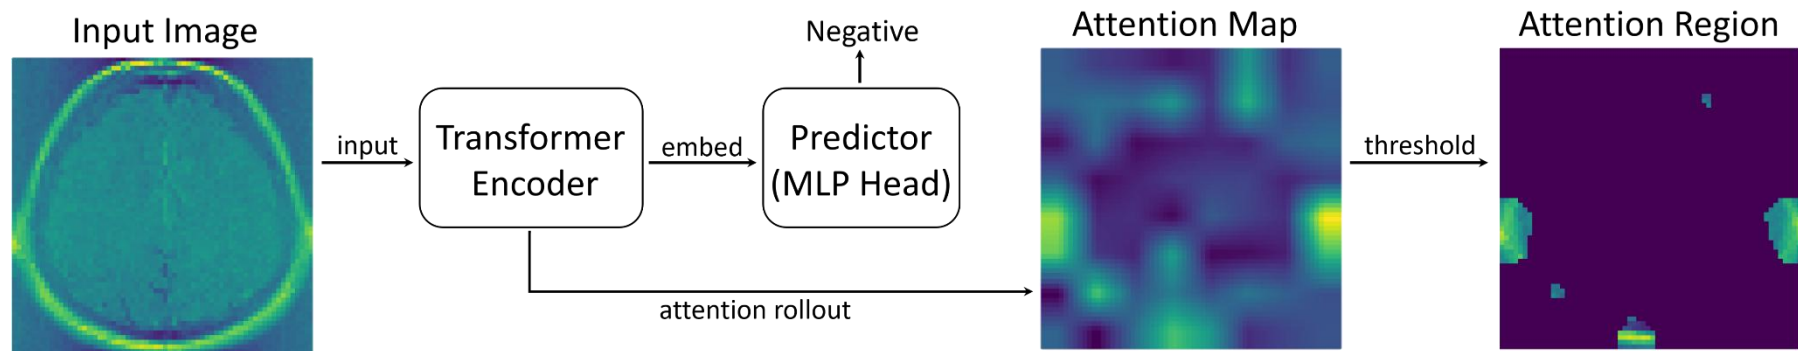 Input Image
input
Transformer
Encoder
embed
Negative
Predictor
(MLP Head)
attention rollout
Attention Map
threshold
Attention Region